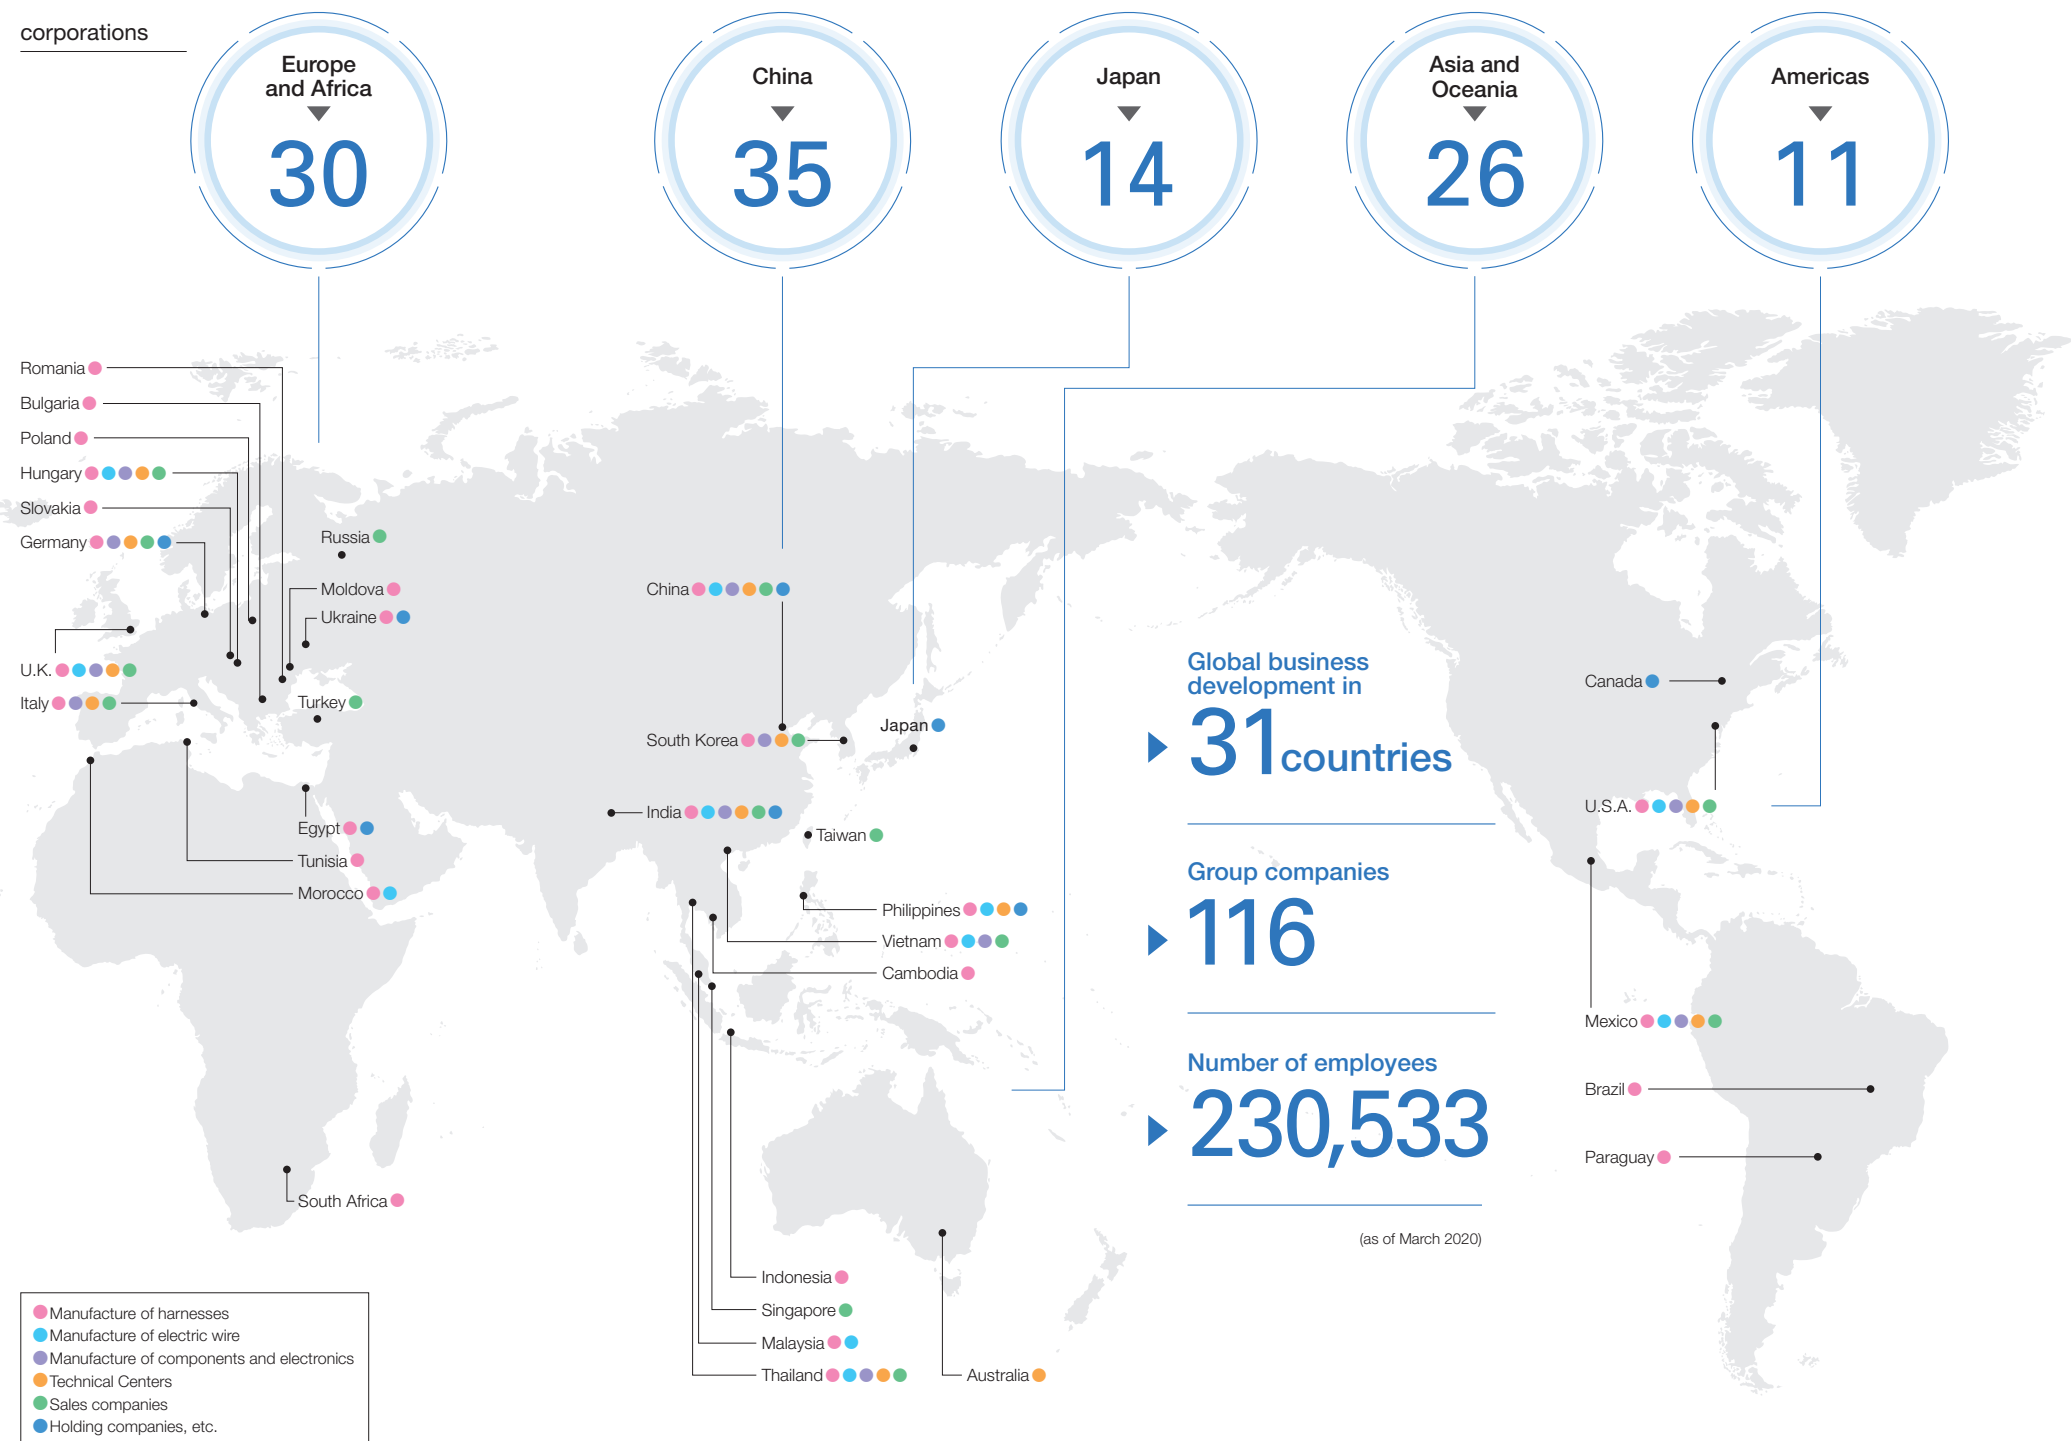 corporations
Europe
and Africa
30
China
35
Japan
14
Asia and
Oceania
26
Americas
11
Romania
Bulgaria
Poland
Hungary
Slovakia
Germany
U.K.
Italy
Russia
Moldova
Ukraine
Turkey
Egypt
Tunisia
Morocco
South Africa
China
South Korea
Japan
India
Taiwan
Philippines
Vietnam
Cambodia
Indonesia
Singapore
Malaysia
Thailand
Australia
Global business
development in
31 countries
Group companies
116
Number of employees
230,533
(as of March 2020)
Canada
U.S.A.
Mexico
Brazil
Paraguay
Manufacture of harnesses
Manufacture of electric wire
Manufacture of components and electronics
Technical Centers
Sales companies
Holding companies, etc.